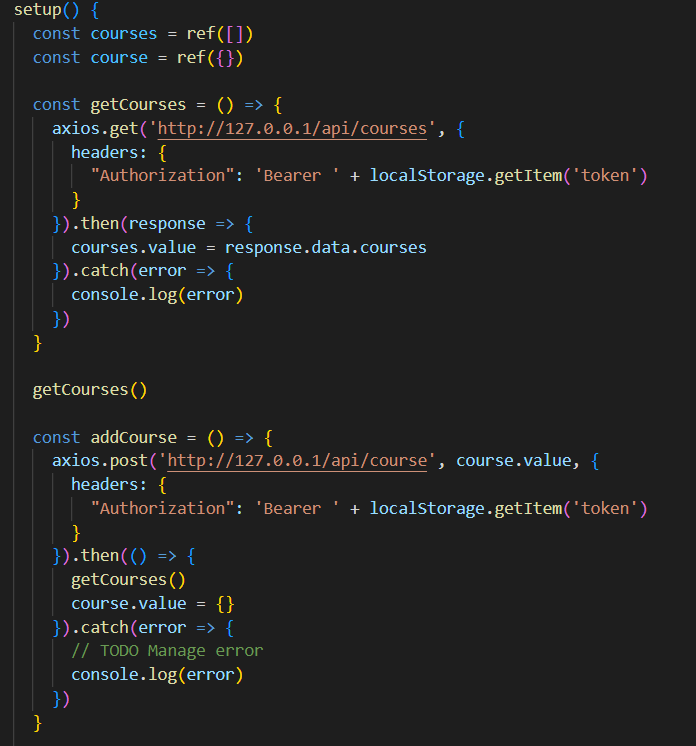 setup() {
const courses = ref([])
const course = ref({})
const getCourses = () => {
axios.get('http://127.0.0.1/api/courses', {
headers: {
"Authorization": 'Bearer ' + localStorage.getItem('token')
}
}).then(response => {
courses.value = response.data.courses
}).catch(error => {
console.log(error)
})
}
getCourses()
const addCourse = () => {
axios.post('http://127.0.0.1/api/course', course.value, {
headers: {
"Authorization": 'Bearer ' + localStorage.getItem('token')
}
}).then(() => {
getCourses()
course.value = {}
}).catch(error => {
// TODO Manage error
console.log(error)
})
}